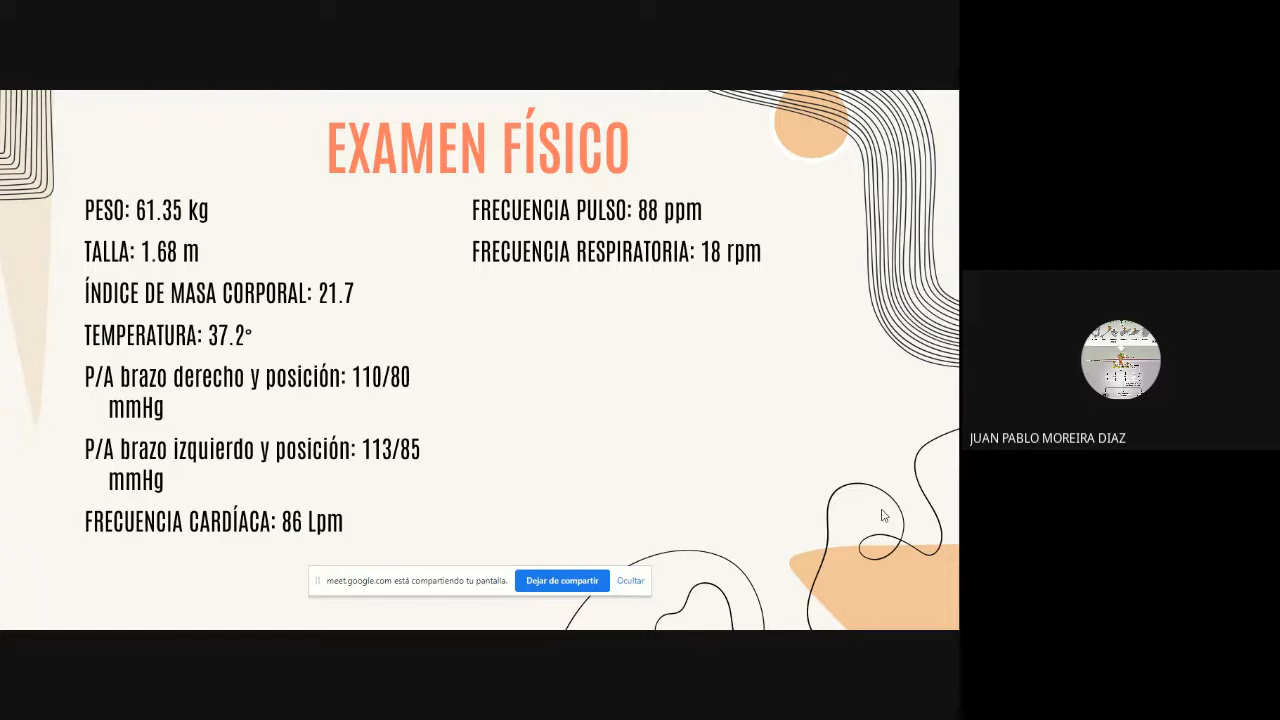 EXAMEN FÍSICO
PESO: 61.35 kg
TALLA: 1.68 m
ÍNDICE DE MASA CORPORAL: 21.7
TEMPERATURA: 37.2°
P/A brazo derecho y posición: 110/80
mmHg
P/A brazo izquierdo y posición: 113/85
mmHg
FRECUENCIA CARDÍACA: 86 Lpm
FRECUENCIA PULSO: 88 ppm
FRECUENCIA RESPIRATORIA: 18 rpm
meet.google.com está compartiendo tu pantalla. Dejar de compartir Ocultar
JUAN PABLO MOREIRA DIAZ